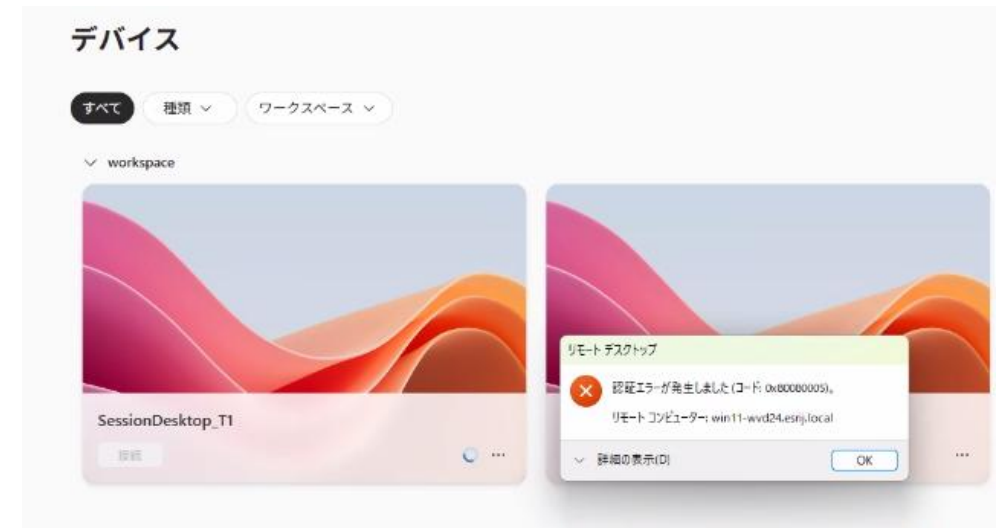 デバイス
すべて 種類 ワークスペース
workspace
SessionDesktop_T1
接続
リモート デスクトップ
認証エラーが発生しました (コード: 0x80080005)。
リモート コンピューター: win11-wvd24.esnj.local
詳細の表示(D)
OK